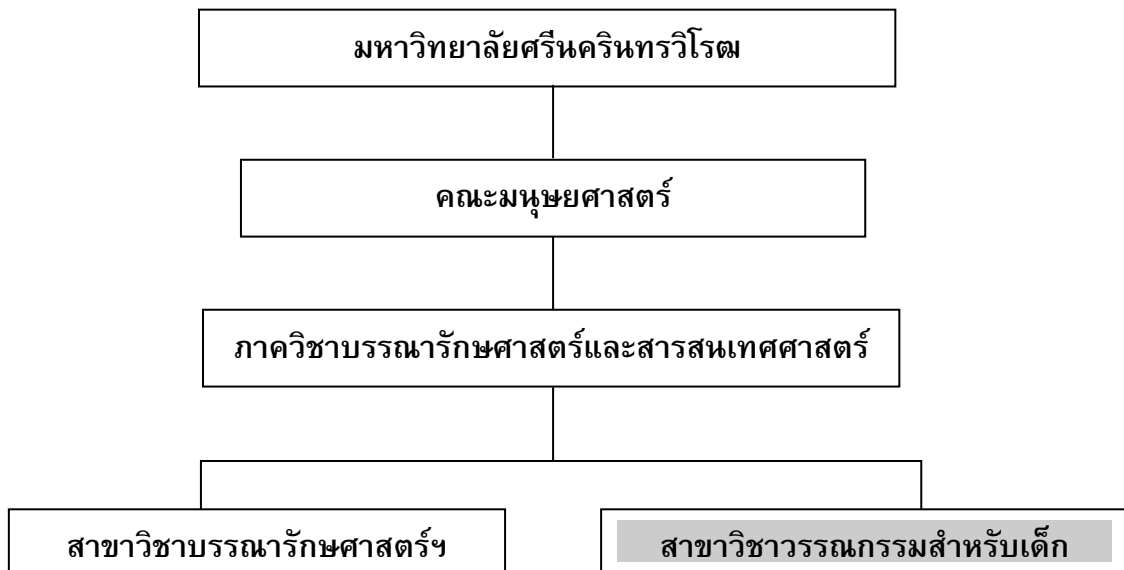 มหาวิทยาลัยศรีนครินทรวิโรฒ
คณะมนุษยศาสตร์
ภาควิชาบรรณารักษศาสตร์และสารสนเทศศาสตร์
สาขาวิชาบรรณารักษศาสตร์ฯ
สาขาวิชาวรรณกรรมสำหรับเด็ก